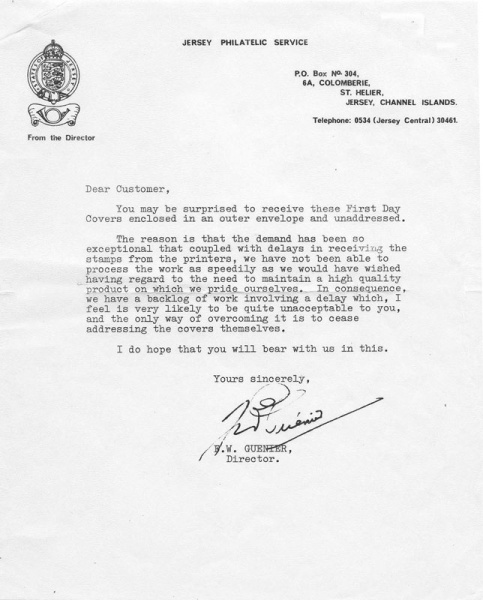 JERSEY PHILATELIC SERVICE
P.O. Box No. 304,
6A, COLOMBERIE,
ST. HELIER,
JERSEY, CHANNEL ISLANDS.
Telephone: 0534 (Jersey Central) 30461.
From the Director
Dear Customer,
You may be surprised to receive these First Day
Covers enclosed in an outer envelope and unaddressed.
The reason is that the demand has been so
exceptional that coupled with delays in receiving the
stamps from the printers, we have not been able to
process the work as speedily as we would have wished
having regard to the need to maintain a high quality
product on which we pride ourselves. In consequence,
we have a backlog of work involving a delay which, I
feel is very likely to be quite unacceptable to you,
and the only way of overcoming it is to cease
addressing the covers themselves.
I do hope that you will bear with us in this.
Yours sincerely,
Guénier
W. GUENIER,
Director.